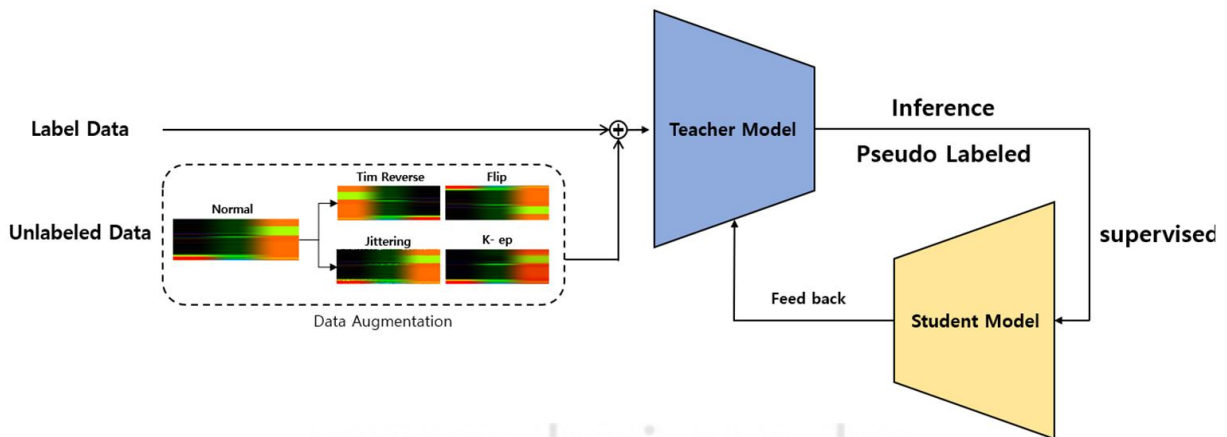 Label Data
Unlabeled Data
Normal
Tim Reverse
Flip
Jittering
K- ep
Data Augmentation
Teacher Model
Inference
Pseudo Labeled
supervised
Feed back
Student Model